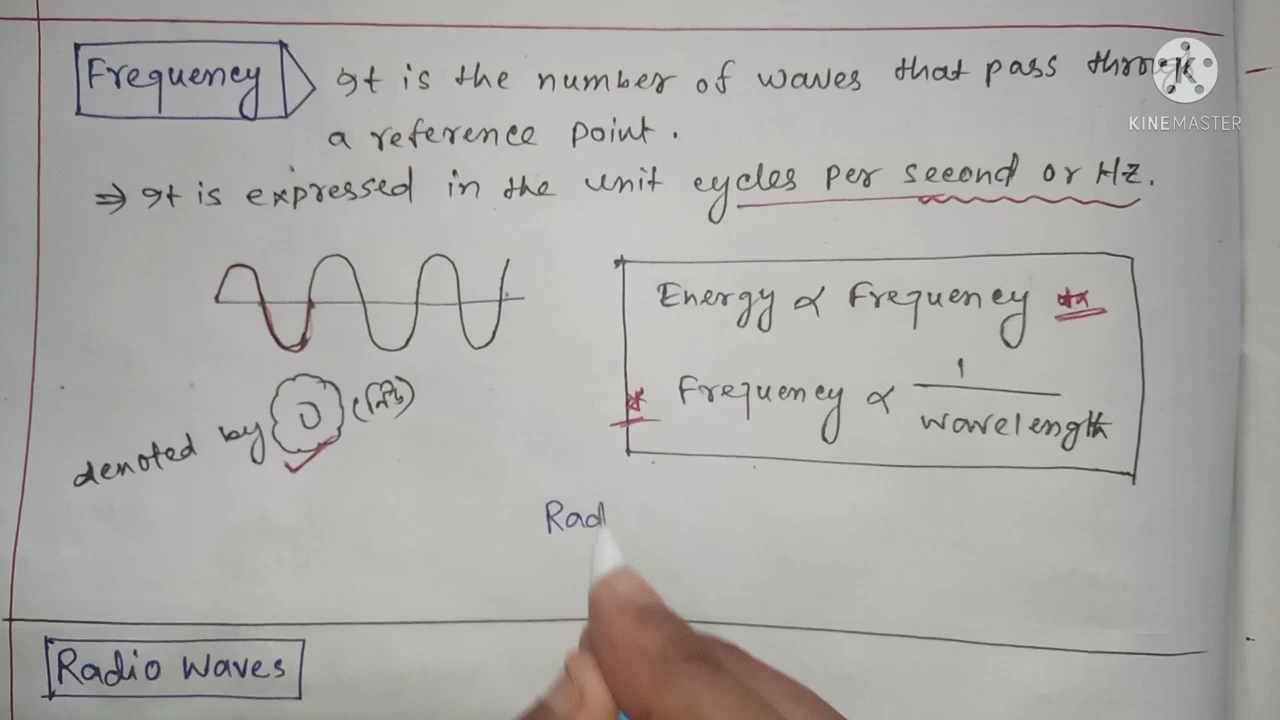 Frequency It is the number of waves that pass through
a reference point.
⇒ It is expressed in the unit cycles per second or Hz.
Energy ∝ Frequency
Frequency ∝ 1 / wavelength
denoted by ν
Rad
Radio Waves
KINEMASTER